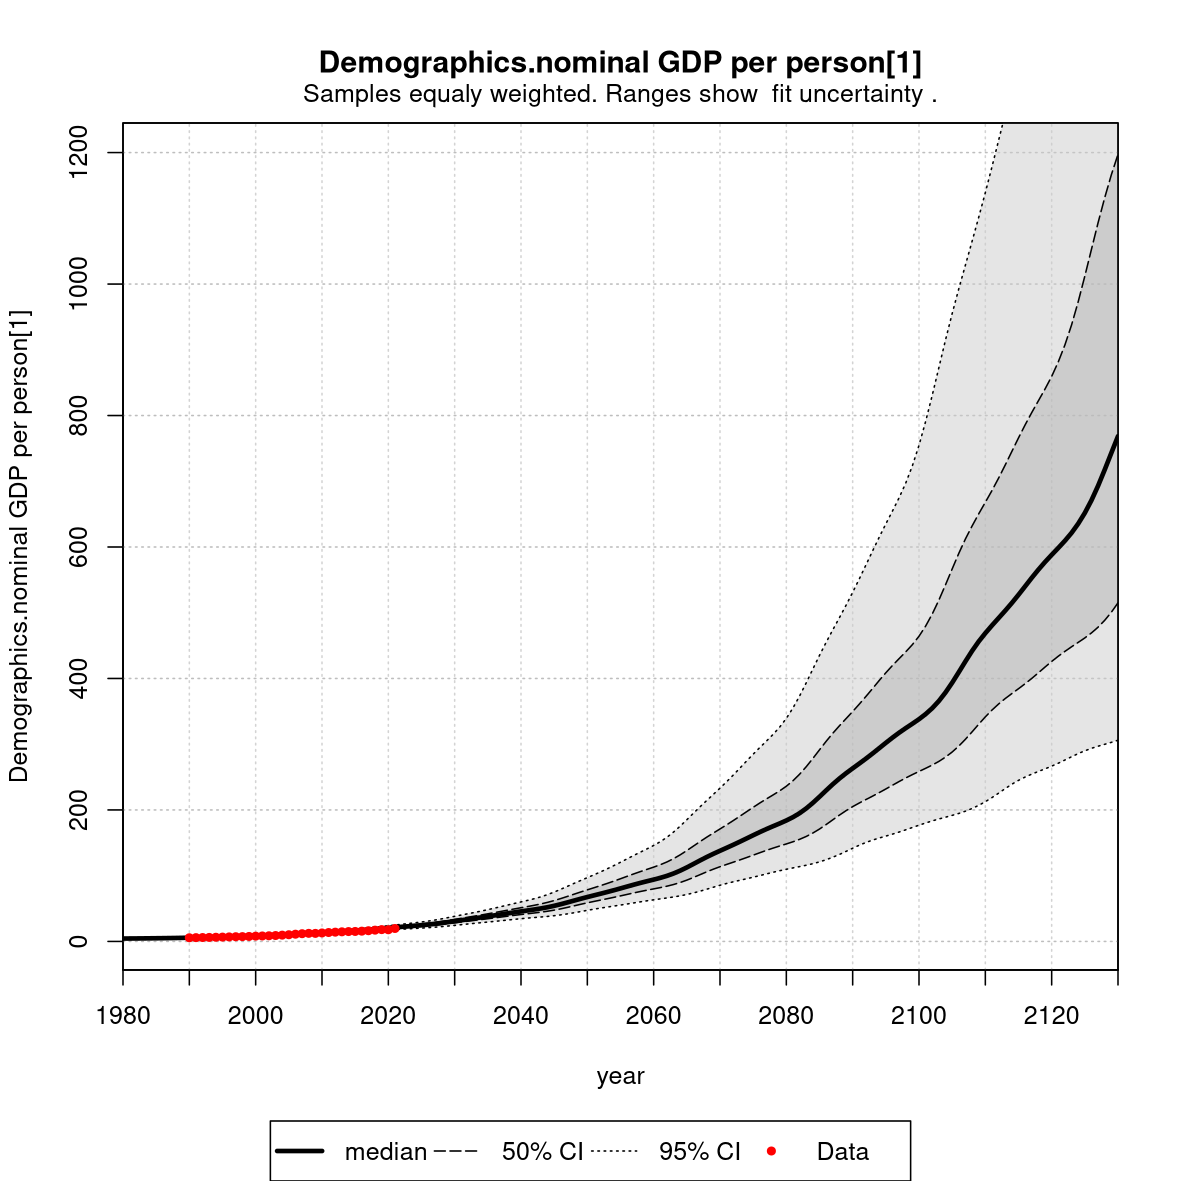 Demographics.nominal GDP per person[1]
Samples equaly weighted. Ranges show  fit uncertainty .
Demographics.nominal GDP per person[1]
1200
1000
800
600
400
200
0
1980 2000 2020 2040 2060 2080 2100 2120
year
median 50% CI 95% CI Data